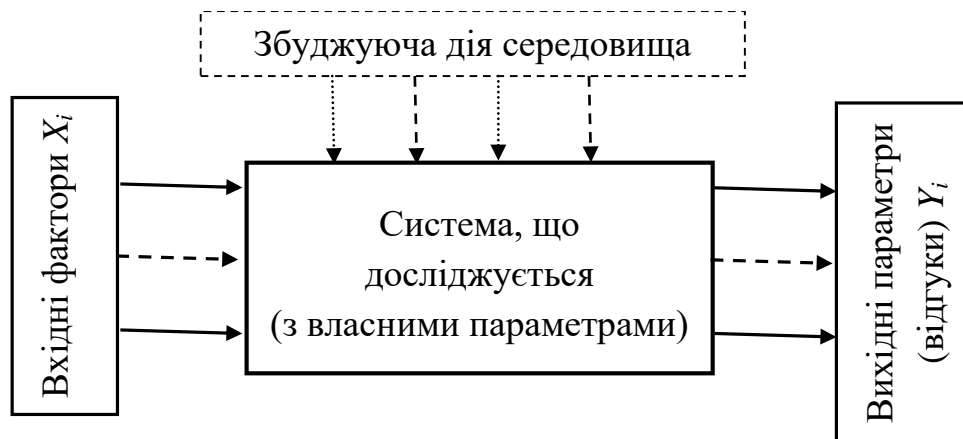 Збуджуюча дія середовища
Вхідні фактори Xi
Система, що
досліджується
(з власними параметрами)
Вихідні параметри
(відгуки) Yi